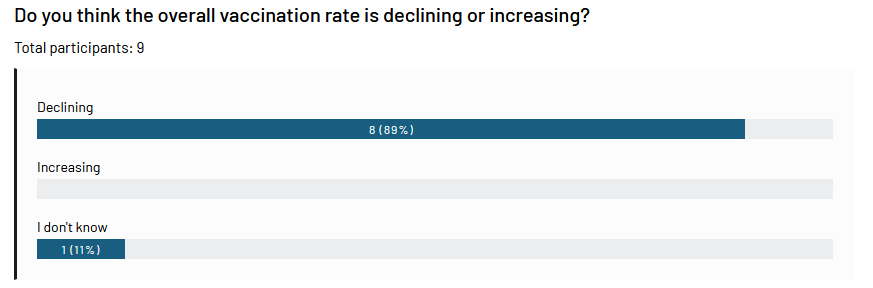 Do you think the overall vaccination rate is declining or increasing?
Total participants: 9
Declining
8 (89%)
Increasing
I don't know
1 (11%)